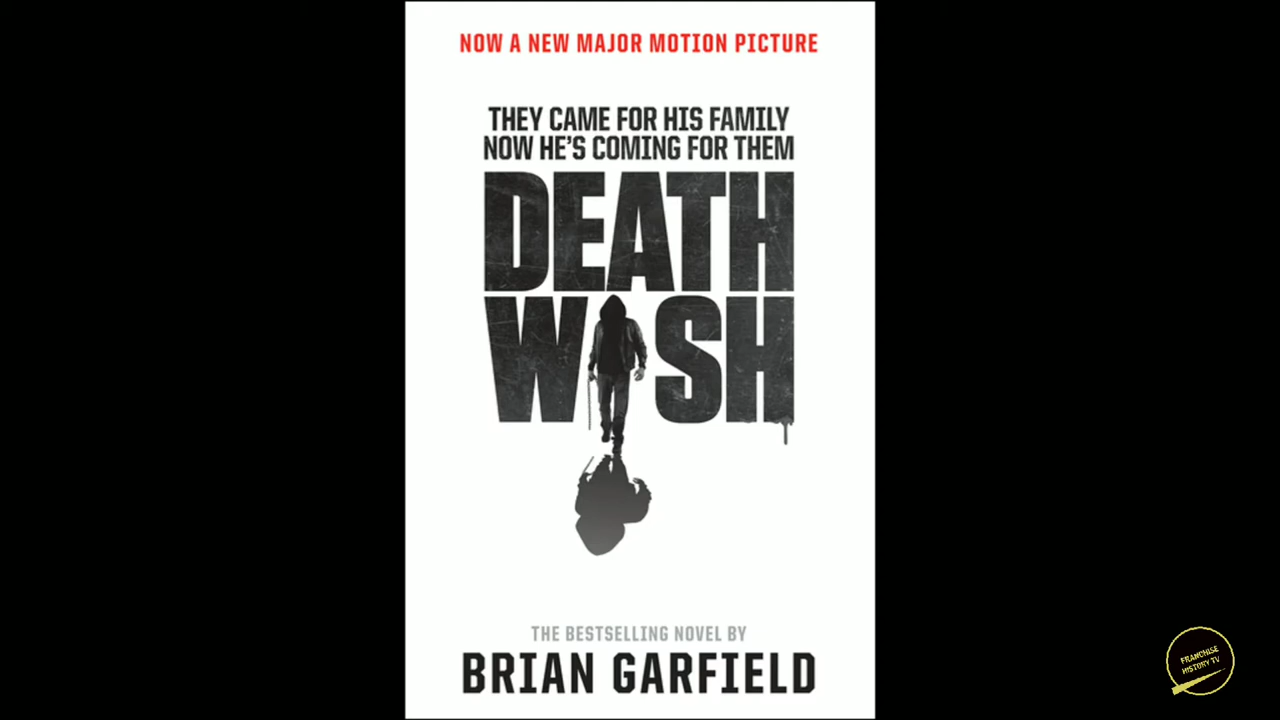 NOW A NEW MAJOR MOTION PICTURE
THEY CAME FOR HIS FAMILY
NOW HE'S COMING FOR THEM
DEATH
WISH
THE BESTSELLING NOVEL BY
BRIAN GARFIELD
FRANCHISE
HISTORY TV